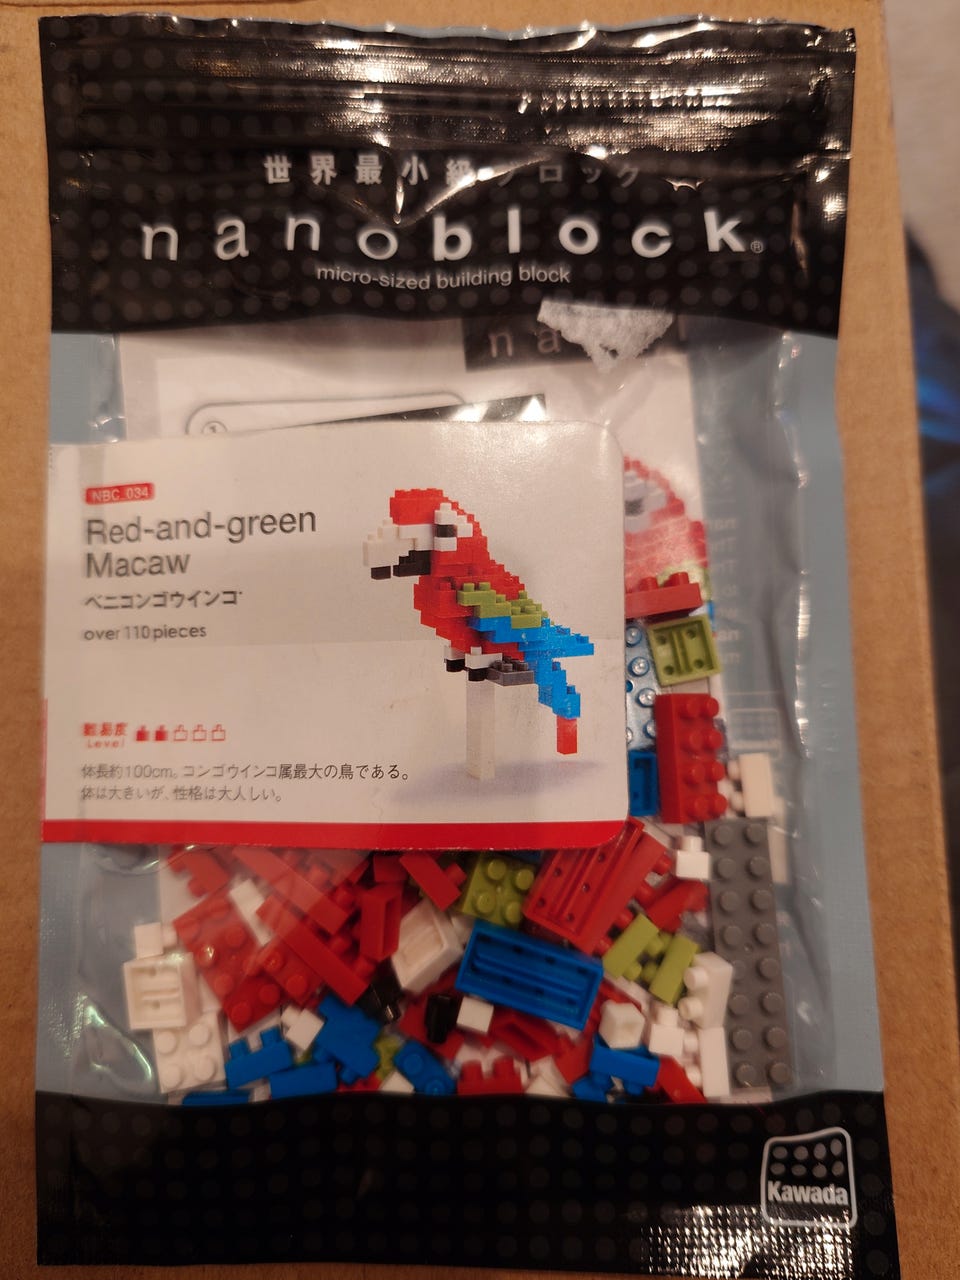 世界最小級ブロック
nanoblock®
micro-sized building block
na
NBC_034
Red-and-green
Macaw
ベニコンゴウインコ
over 110 pieces
難易度
Level
体長約100cm。コンゴウインコ属最大の鳥である。
体は大きいが、性格は大人しい。
Kawada